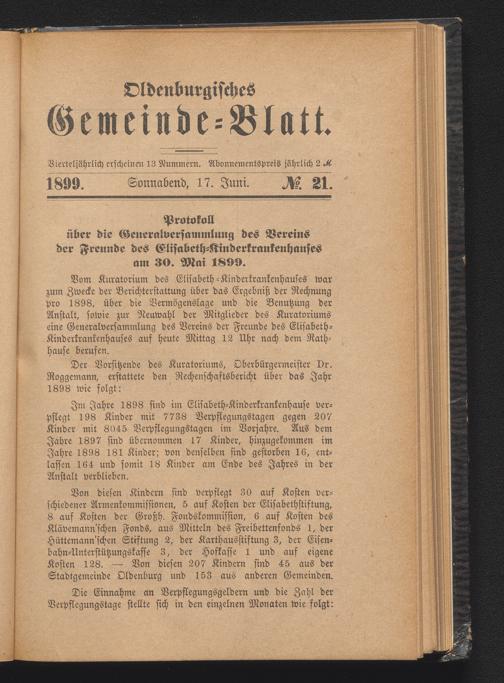 Oldenburgisches
Gemeinde=Blatt.
Vierteljährlich erscheinen 13 Nummern. Abonnementspreis jährlich 2 ℳ
1899. Sonnabend, 17. Juni. № 21.
Protokoll
über die Generalversammlung des Vereins
der Freunde des Elisabeth=Kinderkrankenhauses
am 30. Mai 1899.
Vom Kuratorium des Elisabeth=Kinderkrankenhauses war
zum Zwecke der Berichterstattung über das Ergebniß der Rechnung
pro 1898, über die Vermögenslage und die Benutzung der
Anstalt, sowie zur Neuwahl der Mitglieder des Kuratoriums
eine Generalversammlung des Vereins der Freunde des Elisabeth=
Kinderkrankenhauses auf heute Mittag 12 Uhr nach dem Rath=
hause berufen.
Der Vorsitzende des Kuratoriums, Oberbürgermeister Dr.
Roggemann, erstattete den Rechenschaftsbericht über das Jahr
1898 wie folgt:
Im Jahre 1898 sind im Elisabeth=Kinderkrankenhause ver=
pflegt 198 Kinder mit 7738 Verpflegungstagen gegen 207
Kinder mit 8045 Verpflegungstagen im Vorjahre. Aus dem
Jahre 1897 sind übernommen 17 Kinder, hinzugekommen im
Jahre 1898 181 Kinder; von denselben sind gestorben 16, ent=
lassen 164 und somit 18 Kinder am Ende des Jahres in der
Anstalt verblieben.
Von diesen Kindern sind verpflegt 30 auf Kosten ver=
schiedener Armenkommissionen, 5 auf Kosten der Elisabethstiftung,
8 auf Kosten der Großh. Fondskommission, 6 auf Kosten des
Klävemann'schen Fonds, aus Mitteln des Freibettenfonds 1, der
Hüttemann'schen Stiftung 2, der Karthausstiftung 3, der Eisen=
bahn=Unterstützungskasse 3, der Hofkasse 1 und auf eigene
Kosten 128. — Von diesen 207 Kindern sind 45 aus der
Stadtgemeinde Oldenburg und 153 aus anderen Gemeinden.
Die Einnahme an Verpflegungsgeldern und die Zahl der
Verpflegungstage stellte sich in den einzelnen Monaten wie folgt: